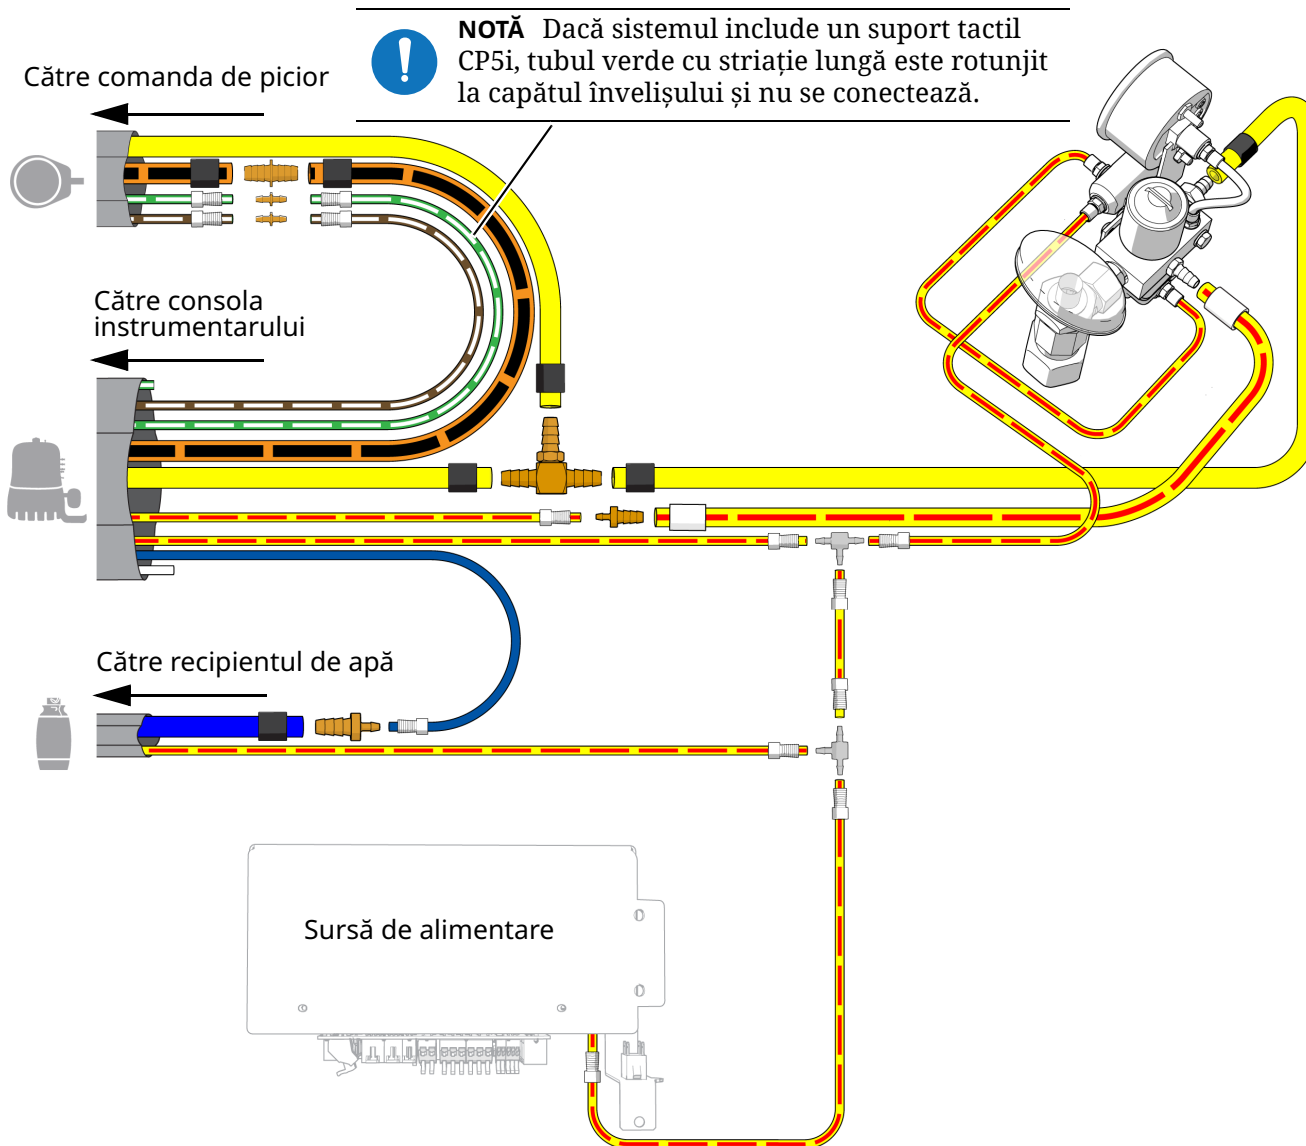 NOTĂ Dacă sistemul include un suport tactil
CP5i, tubul verde cu striație lungă este rotunjit
la capătul învelișului și nu se conectează.
Către comanda de picior
Către consola
instrumentarului
Către recipientul de apă
Sursă de alimentare